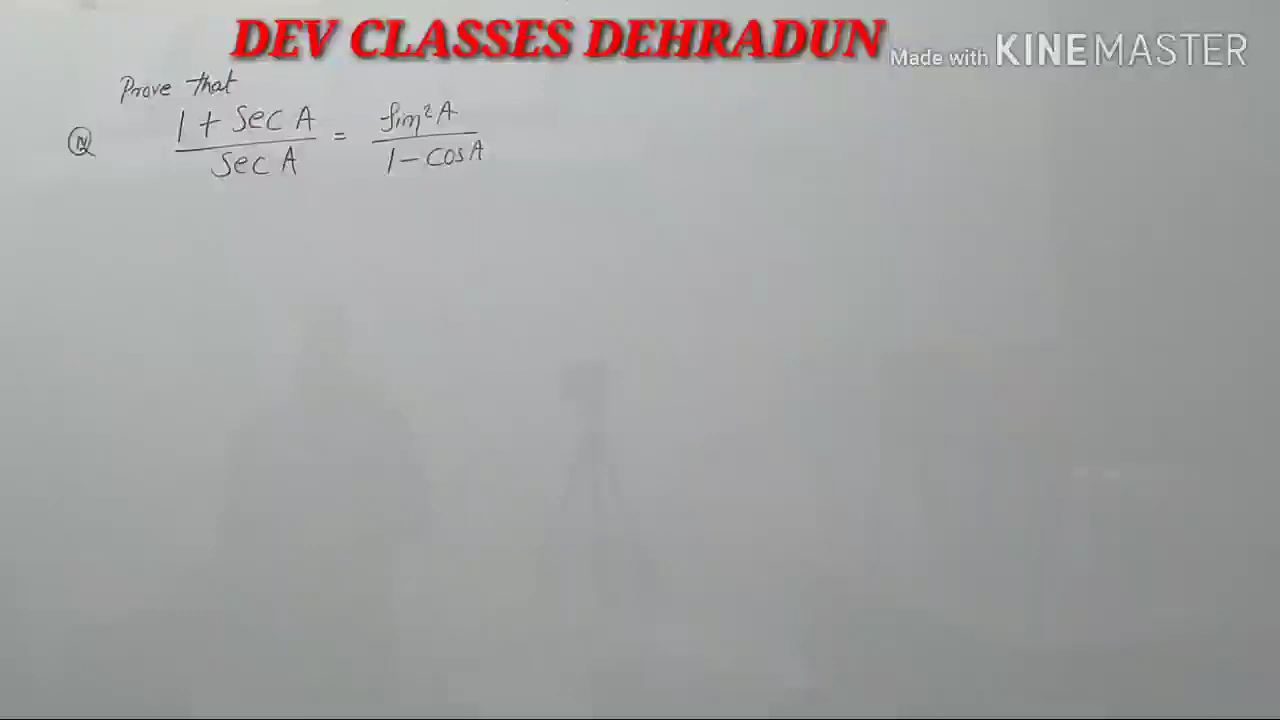 DEV CLASSES DEHRADUN
Made with KINEMASTER
Prove that
Q 1 + Sec A / Sec A = Sin²A / 1 - Cos A